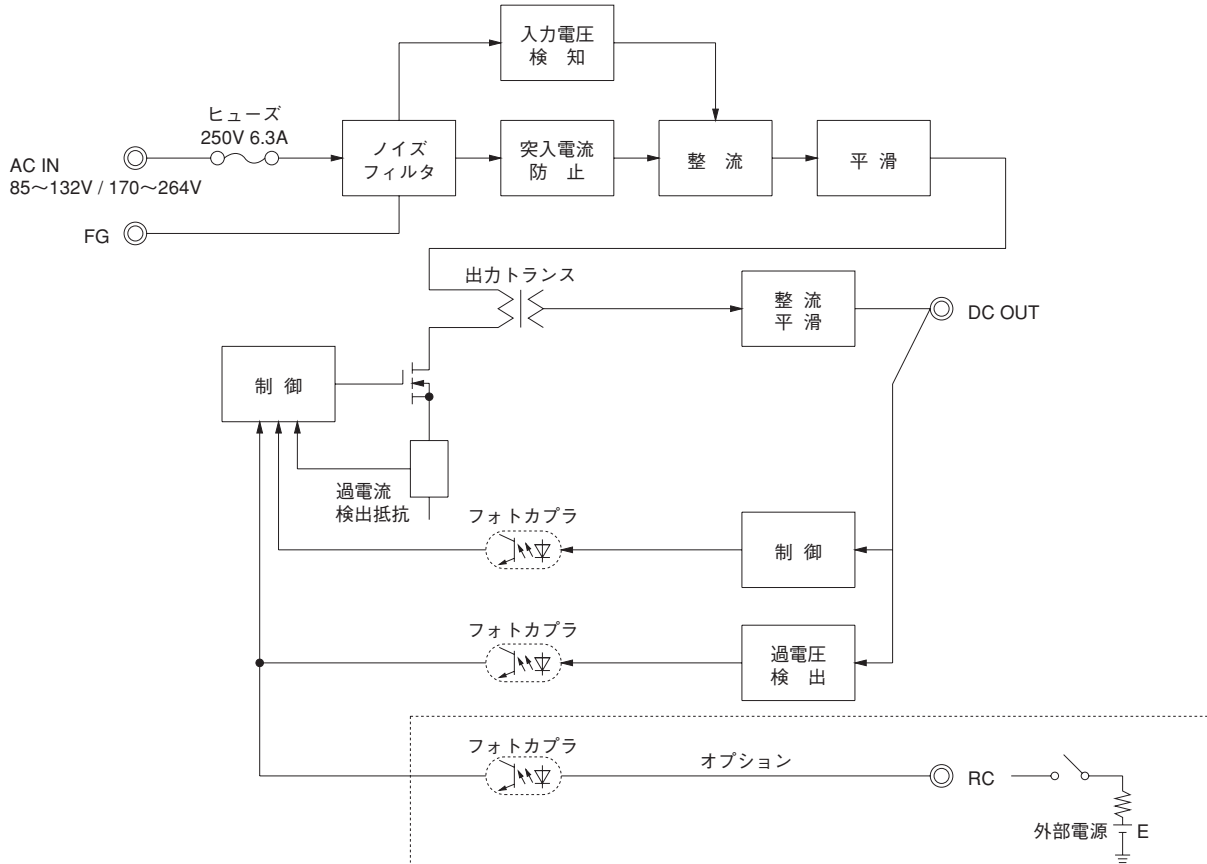 入力電圧
検 知
ヒューズ
250V 6.3A
AC IN
85～132V / 170～264V
ノイズ
フィルタ
突入電流
防 止
整 流
平 滑
FG
出力トランス
整 流
平 滑
DC OUT
制 御
過電流
検出抵抗
フォトカプラ
制 御
フォトカプラ
過電圧
検 出
フォトカプラ
オプション
RC
外部電源
E